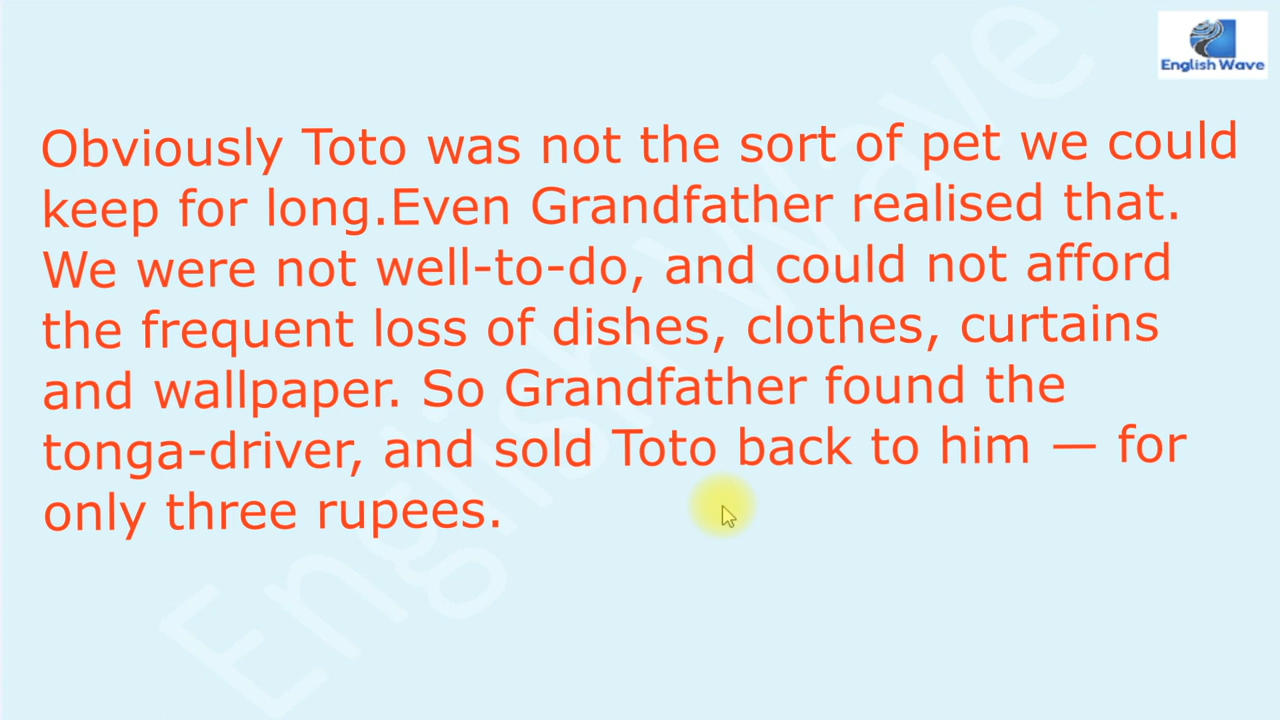 English Wave
Obviously Toto was not the sort of pet we could
keep for long.Even Grandfather realised that.
We were not well-to-do, and could not afford
the frequent loss of dishes, clothes, curtains
and wallpaper. So Grandfather found the
tonga-driver, and sold Toto back to him — for
only three rupees.
English Wave